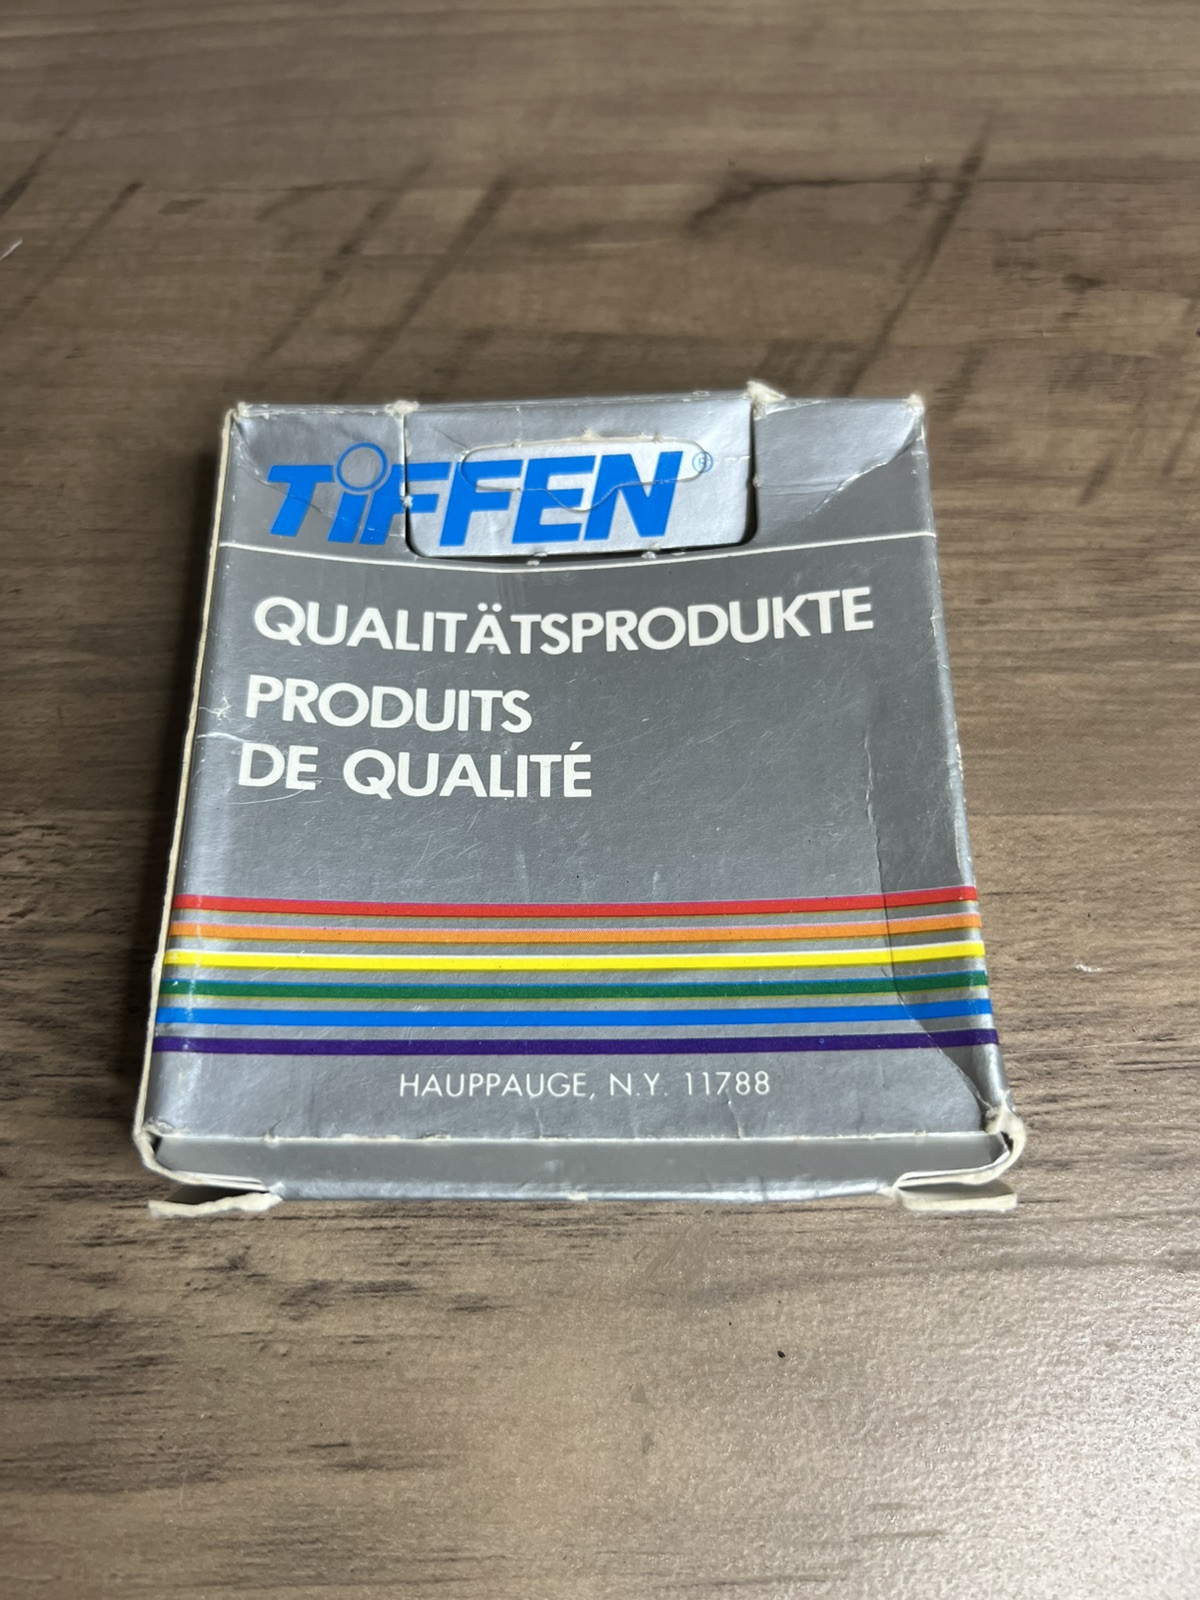 TiFFEN®
QUALITÄTSPRODUKTE
PRODUITS
DE QUALITÉ
HAUPPAUGE, N.Y. 11788